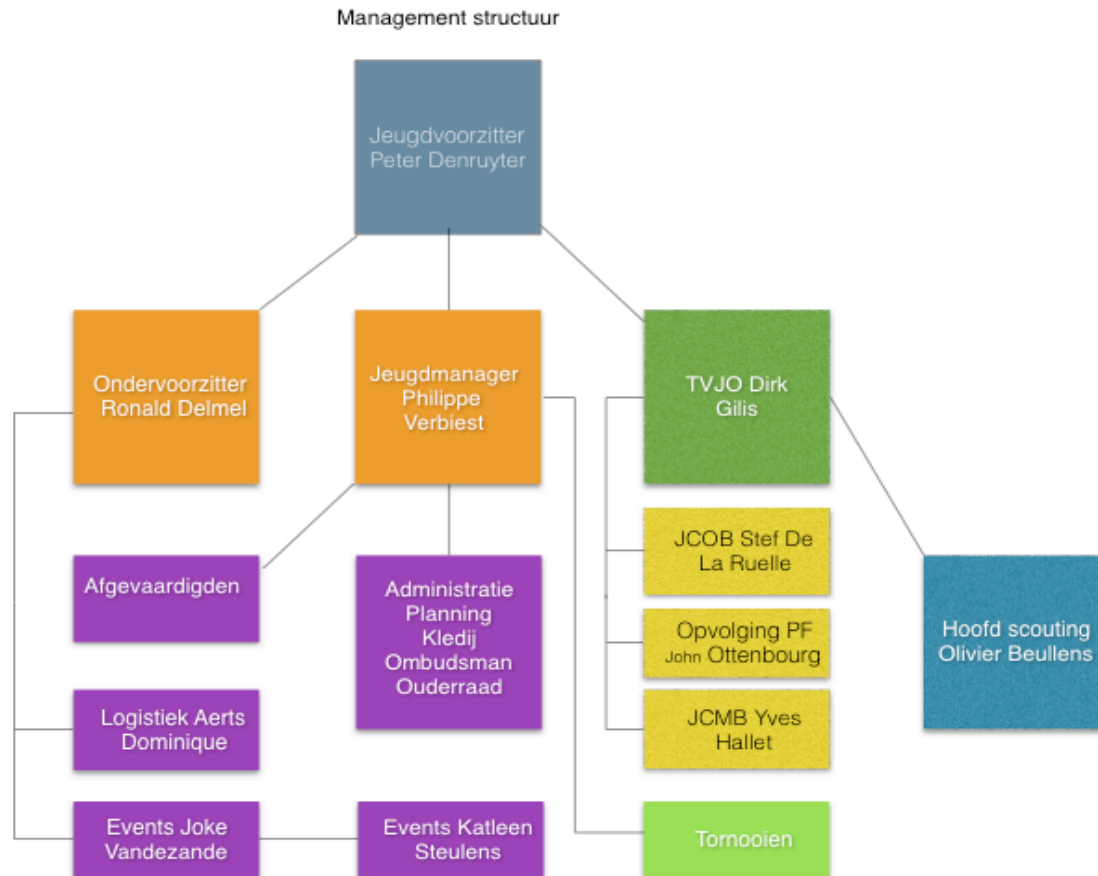 Management structuur
Jeugdvoorzitter
Peter Denruyter
Ondervoorzitter
Ronald Delmel
Jeugdmanager
Philippe
Verbiest
TVJO Dirk
Gilis
JCOB Stef De
La Ruelle
Afgevaardigden
Administratie
Planning
Kledij
Ombudsman
Ouderraad
Opvolging PF
John Ottenbourg
Hoofd scouting
Olivier Beullens
Logistiek Aerts
Dominique
JCMB Yves
Hallet
Events Joke
Vandezande
Events Katleen
Steulens
Tornooien